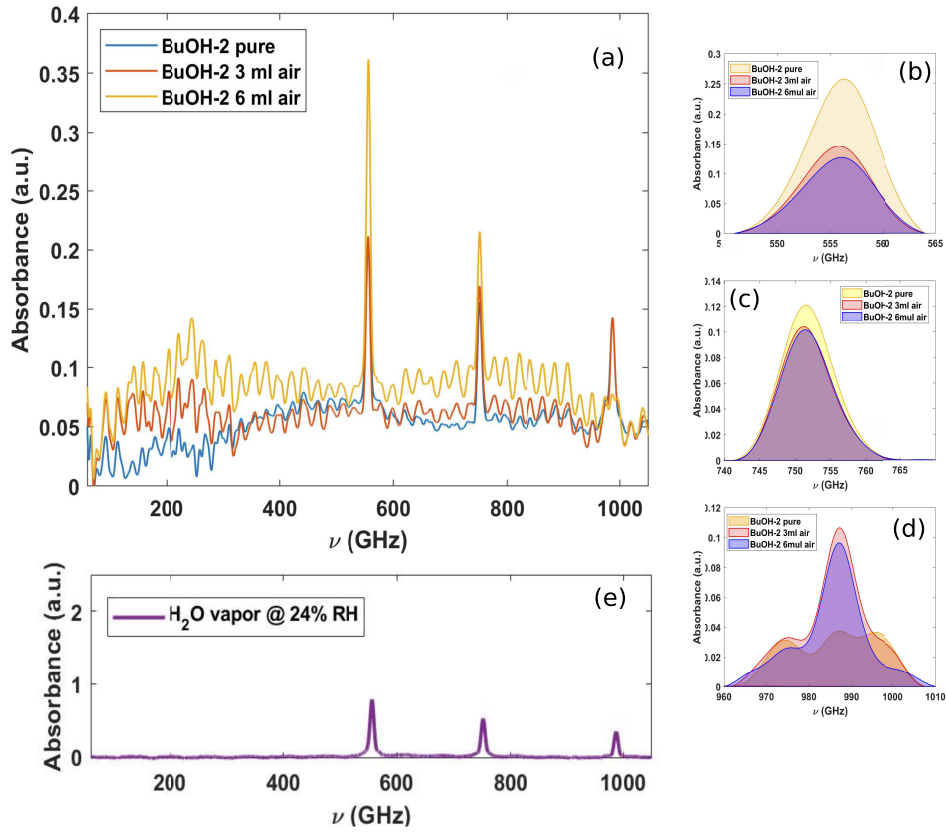 (a)
BuOH-2 pure
BuOH-2 3 ml air
BuOH-2 6 ml air
Absorbance (a.u.)
0.4
0.35
0.3
0.25
0.2
0.15
0.1
0.05
0
200
400
600
800
1000
ν (GHz)
(b)
BuOH-2 pure
BuOH-2 3ml air
BuOH-2 6mul air
Absorbance (a.u.)
0.3
0.25
0.2
0.15
0.1
0.05
0
5
550
555
560
565
ν (GHz)
(c)
BuOH-2 pure
BuOH-2 3ml air
BuOH-2 6mul air
Absorbance (a.u.)
0.14
0.12
0.1
0.08
0.06
0.04
0.02
0
740
745
750
755
760
765
ν (GHz)
(d)
BuOH-2 pure
BuOH-2 3ml air
BuOH-2 6mul air
Absorbance (a.u.)
0.12
0.1
0.08
0.06
0.04
0.02
0
960
970
980
990
1000
1010
ν (GHz)
(e)
H₂O vapor @ 24% RH
Absorbance (a.u.)
2
1
0
200
400
600
800
1000
ν (GHz)